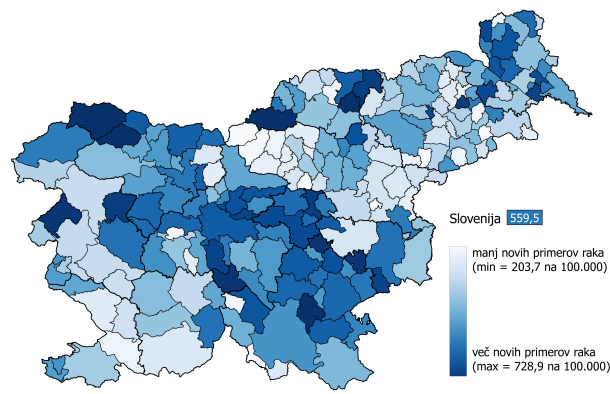 Slovenija 559,5
manj novih primerov raka
(min = 203,7 na 100.000)
več novih primerov raka
(max = 728,9 na 100.000)